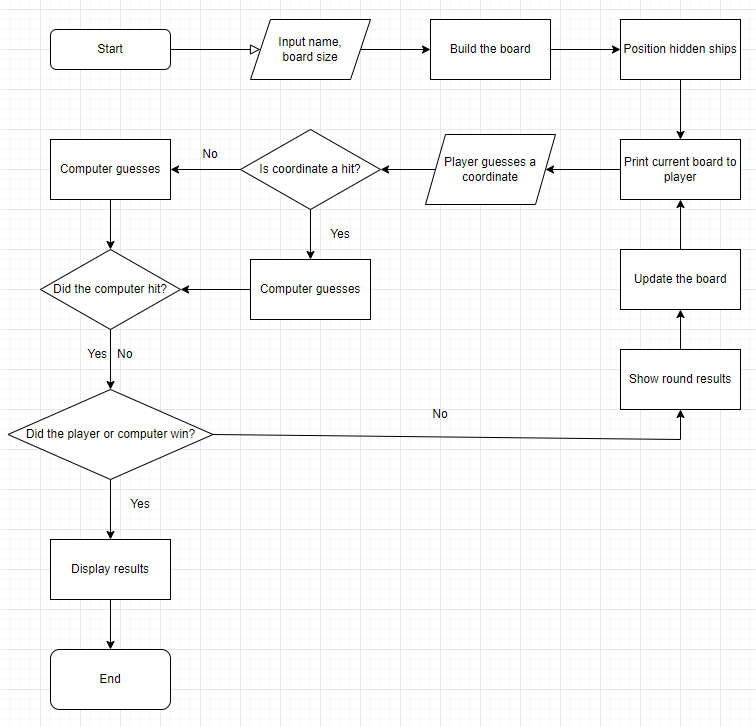 Start
Input name,
board size
Build the board
Position hidden ships
Computer guesses
No
Is coordinate a hit?
Player guesses a
coordinate
Print current board to
player
Yes
Did the computer hit?
Computer guesses
Update the board
Yes
No
Show round results
Did the player or computer win?
No
Yes
Display results
End